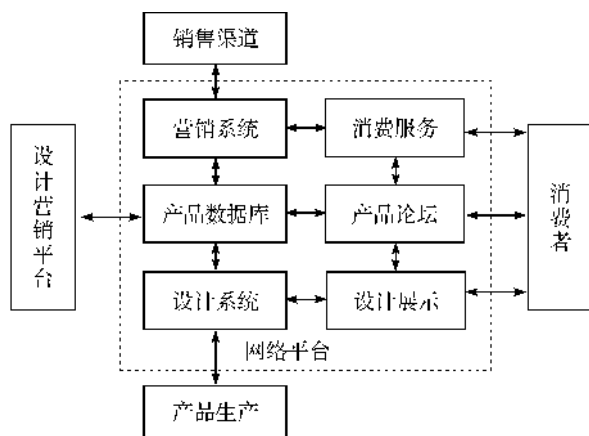 销售渠道
营销系统
消费服务
设计营销平台
产品数据库
产品论坛
消费者
设计系统
设计展示
网络平台
产品生产